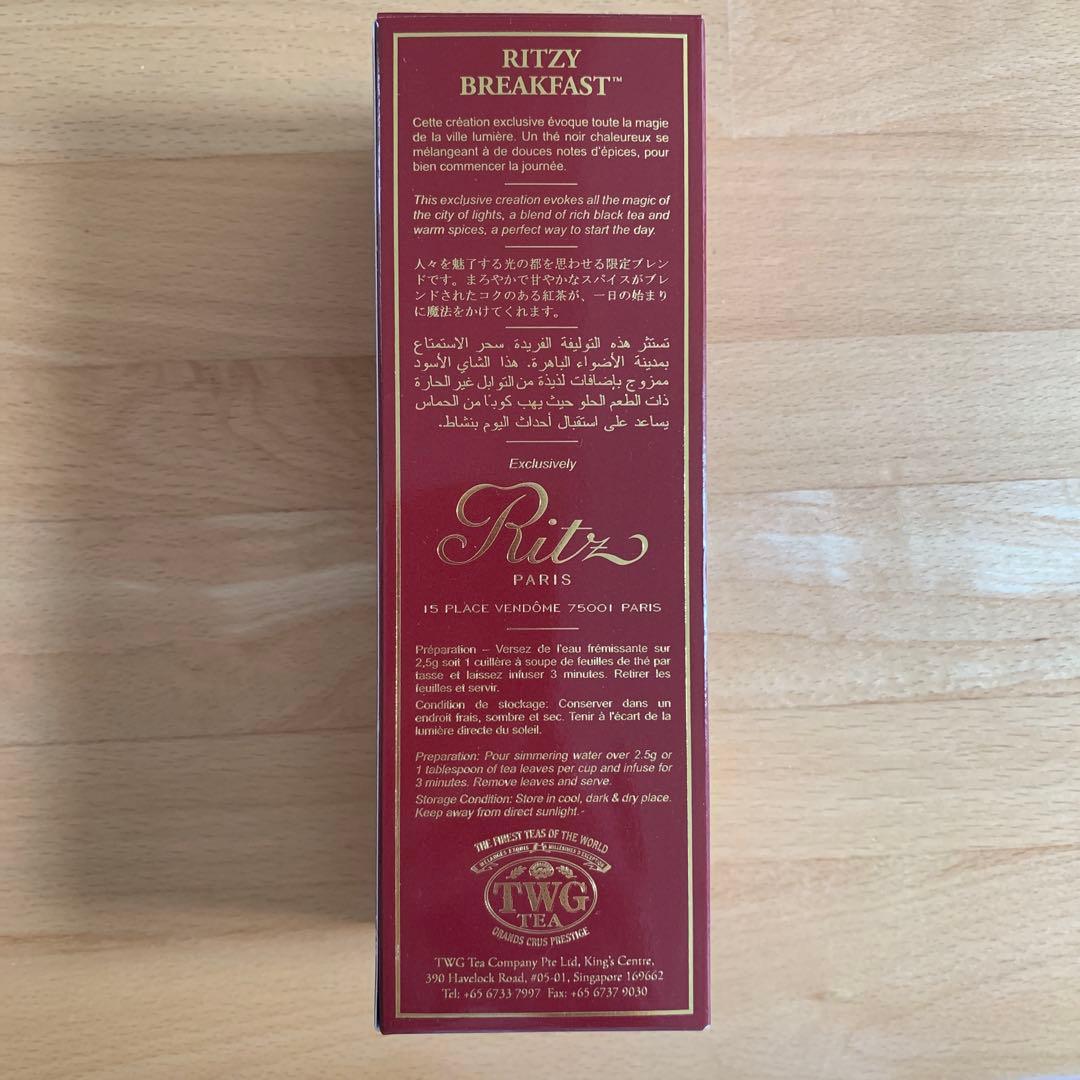 RITZY
BREAKFAST™
Cette création exclusive évoque toute la magie
de la ville lumière. Un thé noir chaleureux se
mélangeant à de douces notes d'épices, pour
bien commencer la journée.
This exclusive creation evokes all the magic of
the city of lights, a blend of rich black tea and
warm spices, a perfect way to start the day.
人々を魅了する光の都を思わせる限定ブレン
ドです。まろやかで甘やかなスパイスがブレ
ンドされたコクのある紅茶が、一日の始まり
に魔法をかけてくれます。
تستثر هذه التوليفة الفريدة سحر الاستمتاع
بمدينة الأضواء الباهرة. هذا الشاي الأسود
ممزوج بإضافات لذيذة من التوابل غير الحارة
ذات الطعم الحلو حيث يهب كوبًا من الحماس
يساعد على استقبال أحداث اليوم بنشاط.
Exclusively
Ritz
PARIS
15 PLACE VENDÔME 75001 PARIS
Préparation – Versez de l'eau frémissante sur
2,5g soit 1 cuillère à soupe de feuilles de thé par
tasse et laissez infuser 3 minutes. Retirer les
feuilles et servir.
Condition de stockage: Conserver dans un
endroit frais, sombre et sec. Tenir à l'écart de la
lumière directe du soleil.
Preparation: Pour simmering water over 2.5g or
1 tablespoon of tea leaves per cup and infuse for
3 minutes. Remove leaves and serve.
Storage Condition: Store in cool, dark & dry place.
Keep away from direct sunlight.-
THE FINEST TEAS OF THE WORLD
MÉLANGES EXQUIS MILLÉSIMES D'EXCEPTION
TWG
TEA
GRANDS CRUS PRESTIGE
TWG Tea Company Pte Ltd, King's Centre,
390 Havelock Road, #05-01, Singapore 169662
Tel: +65 6733 7997 Fax: +65 6737 9030